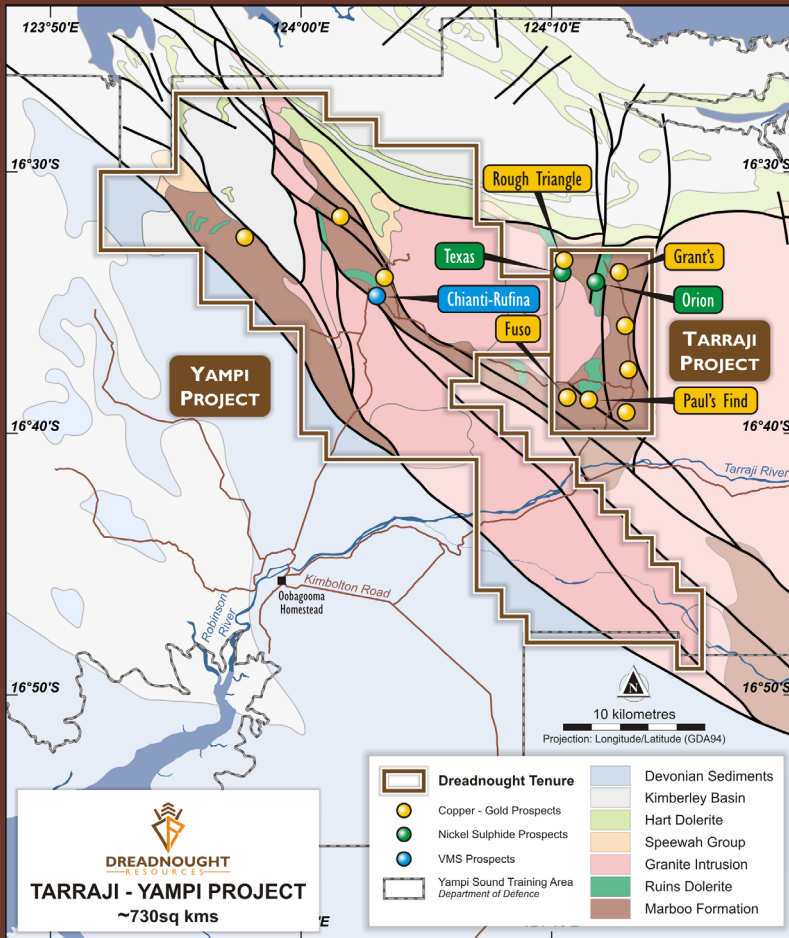 123°50'E
124°00'E
124°10'E
16°30'S
16°30'S
Rough Triangle
Texas
Grant's
Chianti-Rufina
Orion
Fuso
TARRAJI
PROJECT
YAMPI
PROJECT
Paul's Find
16°40'S
16°40'S
Tarraji River
Kimbolton Road
Oobagooma
Homestead
Robinson
River
16°50'S
16°50'S
N
10 kilometres
Projection: Longitude/Latitude (GDA94)
Dreadnought Tenure
Copper - Gold Prospects
Nickel Sulphide Prospects
VMS Prospects
Yampi Sound Training Area
Department of Defence
Devonian Sediments
Kimberley Basin
Hart Dolerite
Speewah Group
Granite Intrusion
Ruins Dolerite
Marboo Formation
DREADNOUGHT
RESOURCES
TARRAJI - YAMPI PROJECT
~730sq kms